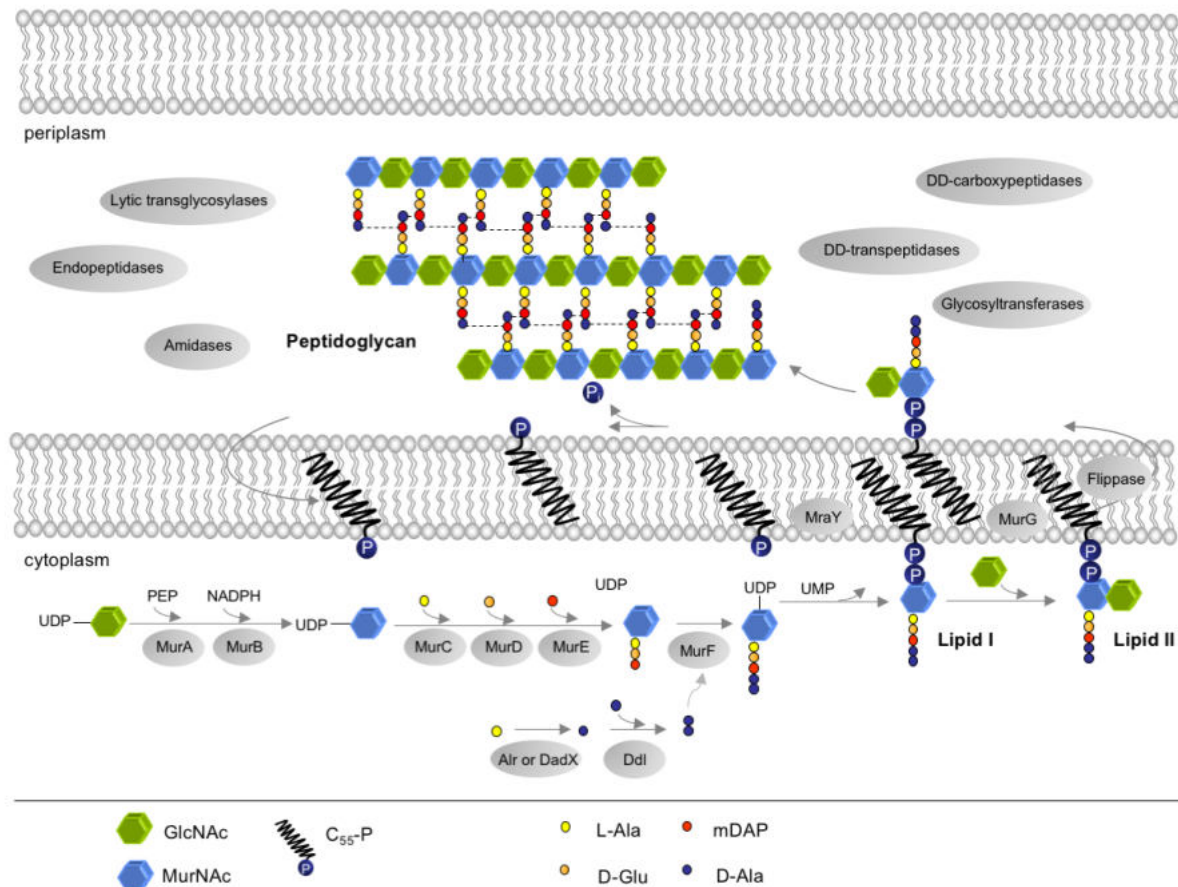 periplasm
Lytic transglycosylases
DD-carboxypeptidases
Endopeptidases
DD-transpeptidases
Glycosyltransferases
Amidases
Peptidoglycan
P
P
P
P
P
Flippase
MraY
MurG
P
P
P
P
P
P
cytoplasm
PEP
NADPH
UDP
UDP
UMP
UDP
UDP
MurA
MurB
MurC
MurD
MurE
MurF
Lipid I
Lipid II
Alr or DadX
Ddl
GlcNAc
C55-P
L-Ala
mDAP
MurNAc
P
D-Glu
D-Ala